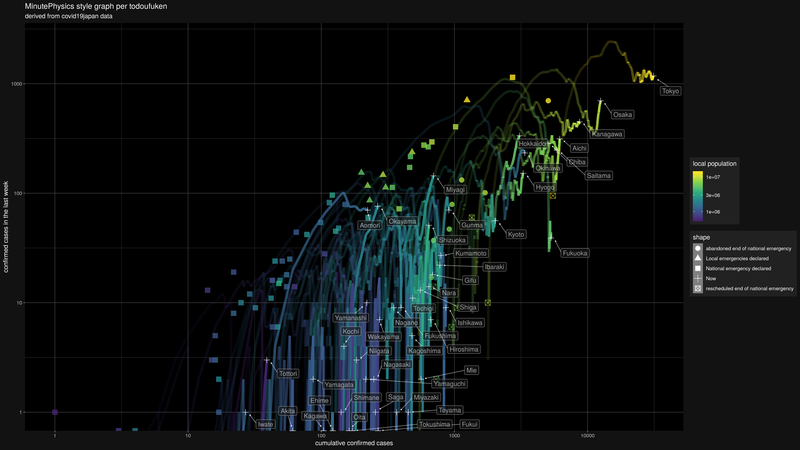 MinutePhysics style graph per todoufuken
derived from covid19japan data
confirmed cases in the last week
1000
100
10
1
Tokyo
Osaka
Kanagawa
Hokkaido
Aichi
Chiba
Okinawa
Saitama
Miyagi
Hyogo
Aomori
Okayama
Gunma
Kyoto
Shizuoka
Fukuoka
Kumamoto
Ibaraki
Gifu
Nara
Yamanashi
Tochigi
Shiga
Kochi
Nagano
Ishikawa
Wakayama
Fukushima
Niigata
Kagoshima
Hiroshima
Nagasaki
Tottori
Mie
Yamagata
Yamaguchi
Ehime
Shimane
Saga
Miyazaki
Akita
Kagawa
Oita
Toyama
Iwate
Tokushima
Fukui
1
10
100
1000
10000
cumulative confirmed cases
local population
1e+07
3e+06
1e+06
shape
abandoned end of national emergency
Local emergencies declared
National emergency declared
Now
rescheduled end of national emergency